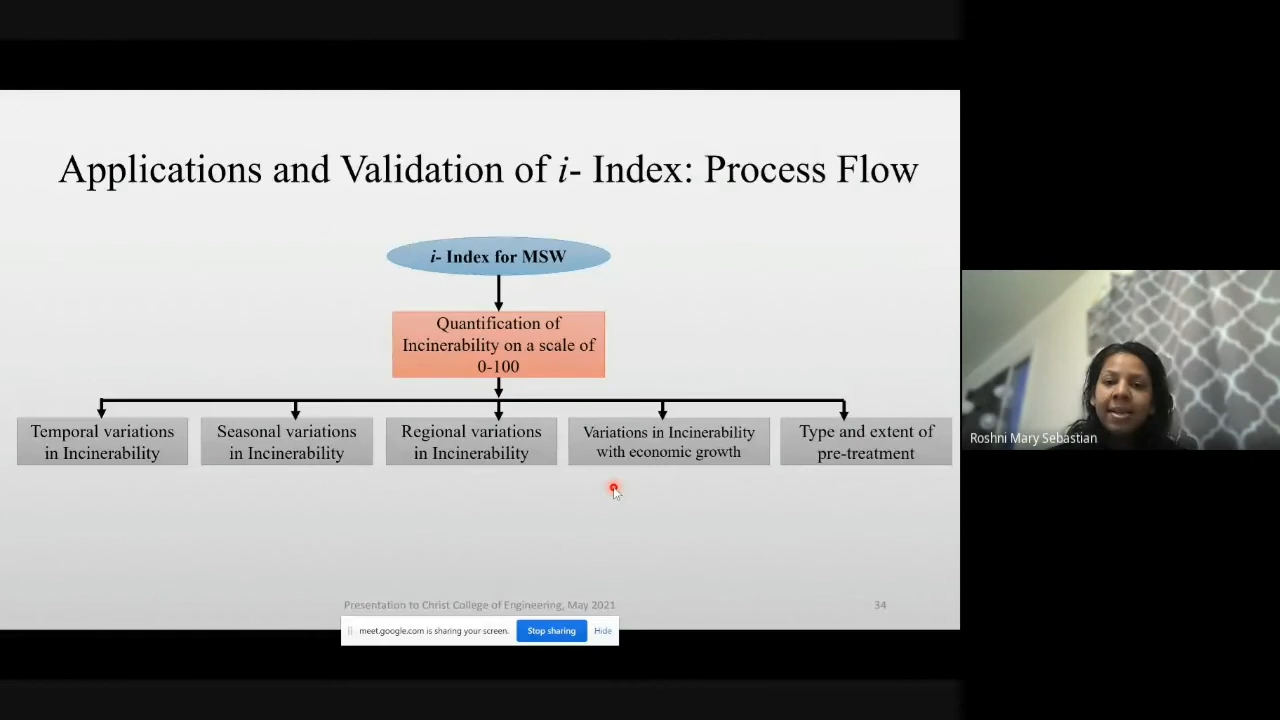 Applications and Validation of i- Index: Process Flow
i- Index for MSW
Quantification of
Incinerability on a scale of
0-100
Temporal variations
in Incinerability
Seasonal variations
in Incinerability
Regional variations
in Incinerability
Variations in Incinerability
with economic growth
Type and extent of
pre-treatment
Roshni Mary Sebastian
Presentation to Christ College of Engineering, May 2021
34
meet.google.com is sharing your screen.
Stop sharing
Hide